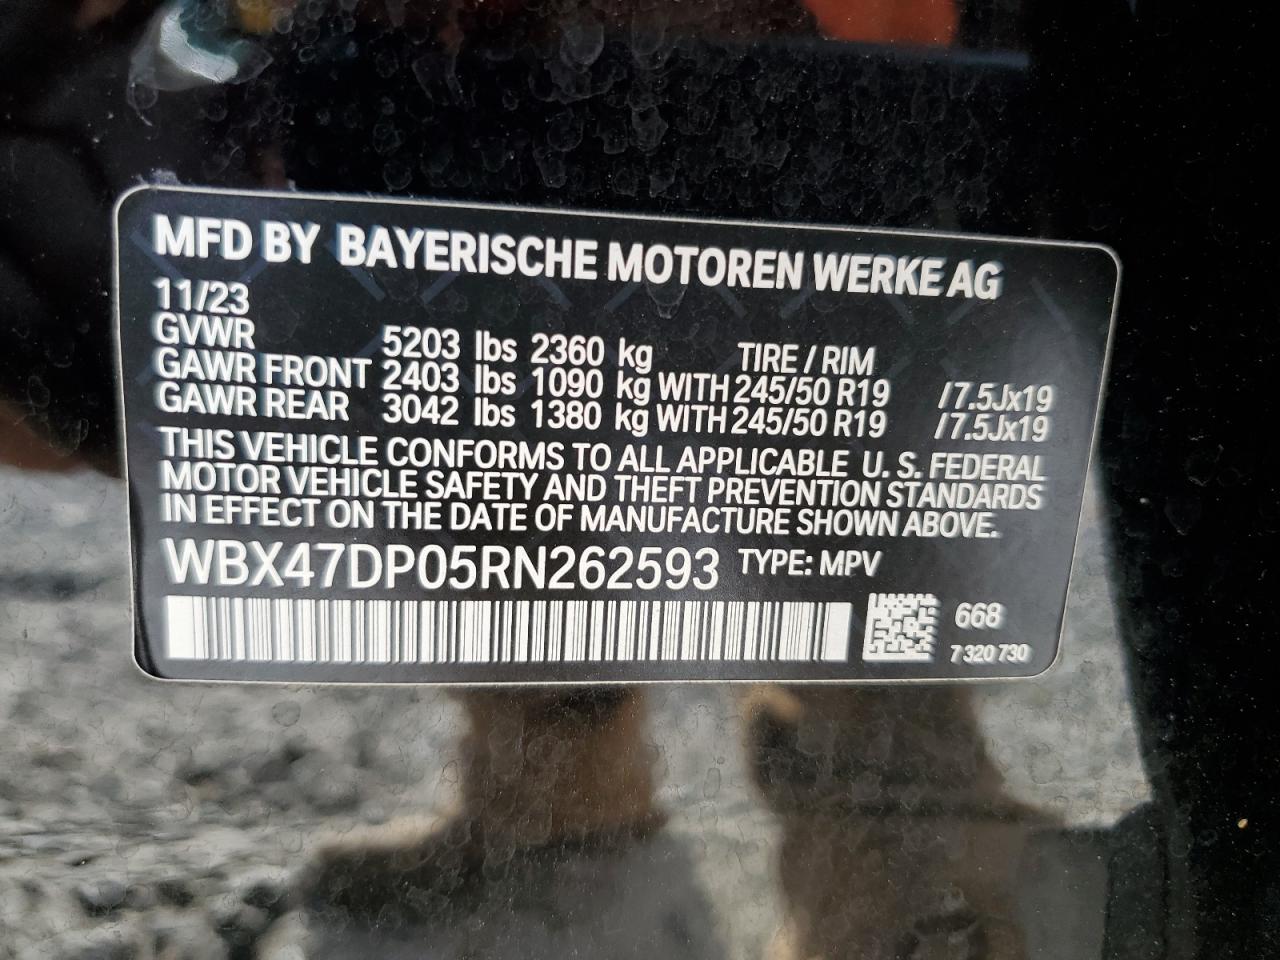 MFD BY BAYERISCHE MOTOREN WERKE AG
11/23
GVWR 5203 lbs 2360 kg TIRE / RIM
GAWR FRONT 2403 lbs 1090 kg WITH 245/50 R19 /7.5Jx19
GAWR REAR 3042 lbs 1380 kg WITH 245/50 R19 /7.5Jx19
THIS VEHICLE CONFORMS TO ALL APPLICABLE U. S. FEDERAL
MOTOR VEHICLE SAFETY AND THEFT PREVENTION STANDARDS
IN EFFECT ON THE DATE OF MANUFACTURE SHOWN ABOVE.
WBX47DP05RN262593 TYPE: MPV
668
7 320 730